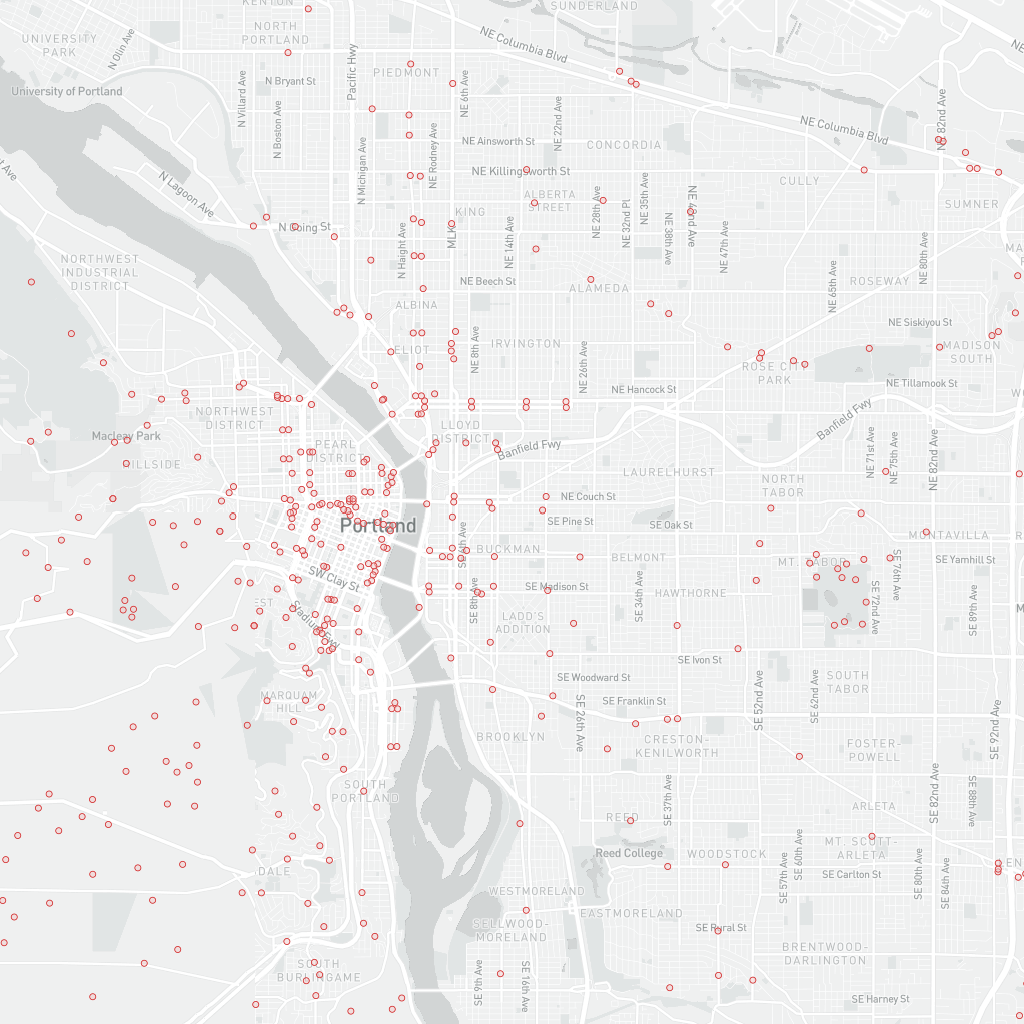 KENTON
SUNDERLAND
UNIVERSITY
PARK
N Olin Ave
NORTH
PORTLAND
Pacific Hwy
NE Columbia Blvd
PIEDMONT
N Bryant St
University of Portland
N Villard Ave
N Boston Ave
NE 6th Ave
NE 22nd Ave
NE 82nd Ave
NE Columbia Blvd
NE Ainsworth St
CONCORDIA
N Michigan Ave
NE Rodney Ave
NE Killingsworth St
CULLY
N Lagoon Ave
ALBERTA
STREET
NE 28th Ave
NE 32nd Pl
NE 35th Ave
NE 42nd Ave
SUMNER
KING
N Going St
N Haight Ave
MLK
NE 14th Ave
NE 38th Ave
NE 47th Ave
NE 80th Ave
NORTHWEST
INDUSTRIAL
DISTRICT
NE Beech St
ALAMEDA
NE 65th Ave
ROSEWAY
ALBINA
NE Siskiyou St
ELIOT
NE 8th Ave
IRVINGTON
NE 26th Ave
MADISON
SOUTH
ROSE CITY
PARK
NE Hancock St
NE Tillamook St
NORTHWEST
DISTRICT
Macleay Park
LLOYD
DISTRICT
Banfield Fwy
Banfield Fwy
PEARL
DISTRICT
HILLSIDE
NE 71st Ave
NE 75th Ave
NE 82nd Ave
LAURELHURST
NORTH
TABOR
NE Couch St
Portland
SE Pine St
SE Oak St
MONTAVILLA
SE 6th Ave
BUCKMAN
BELMONT
MT. TABOR
SE Yamhill St
SW Clay St
SE 8th Ave
SE Madison St
SE 34th Ave
HAWTHORNE
SE 72nd Ave
SE 76th Ave
SE 89th Ave
Stadium Fwy
LADD'S
ADDITION
SE Ivon St
SE Woodward St
SOUTH
TABOR
MARQUAM
HILL
SE Franklin St
SE 26th Ave
SE 52nd Ave
SE 62nd Ave
SE 92nd Ave
BROOKLYN
CRESTON-
KENILWORTH
FOSTER-
POWELL
SOUTH
PORTLAND
SE 37th Ave
SE 82nd Ave
SE 88th Ave
ARLETA
REED
Reed College
WOODSTOCK
MT. SCOTT-
ARLETA
SE 57th Ave
SE 60th Ave
SE Carlton St
SE 80th Ave
SE 84th Ave
DALE
WESTMORELAND
EASTMORELAND
SELLWOOD-
MORELAND
SE Rural St
BRENTWOOD-
DARLINGTON
SOUTH
BURLINGAME
SE 9th Ave
SE 16th Ave
SE Harney St